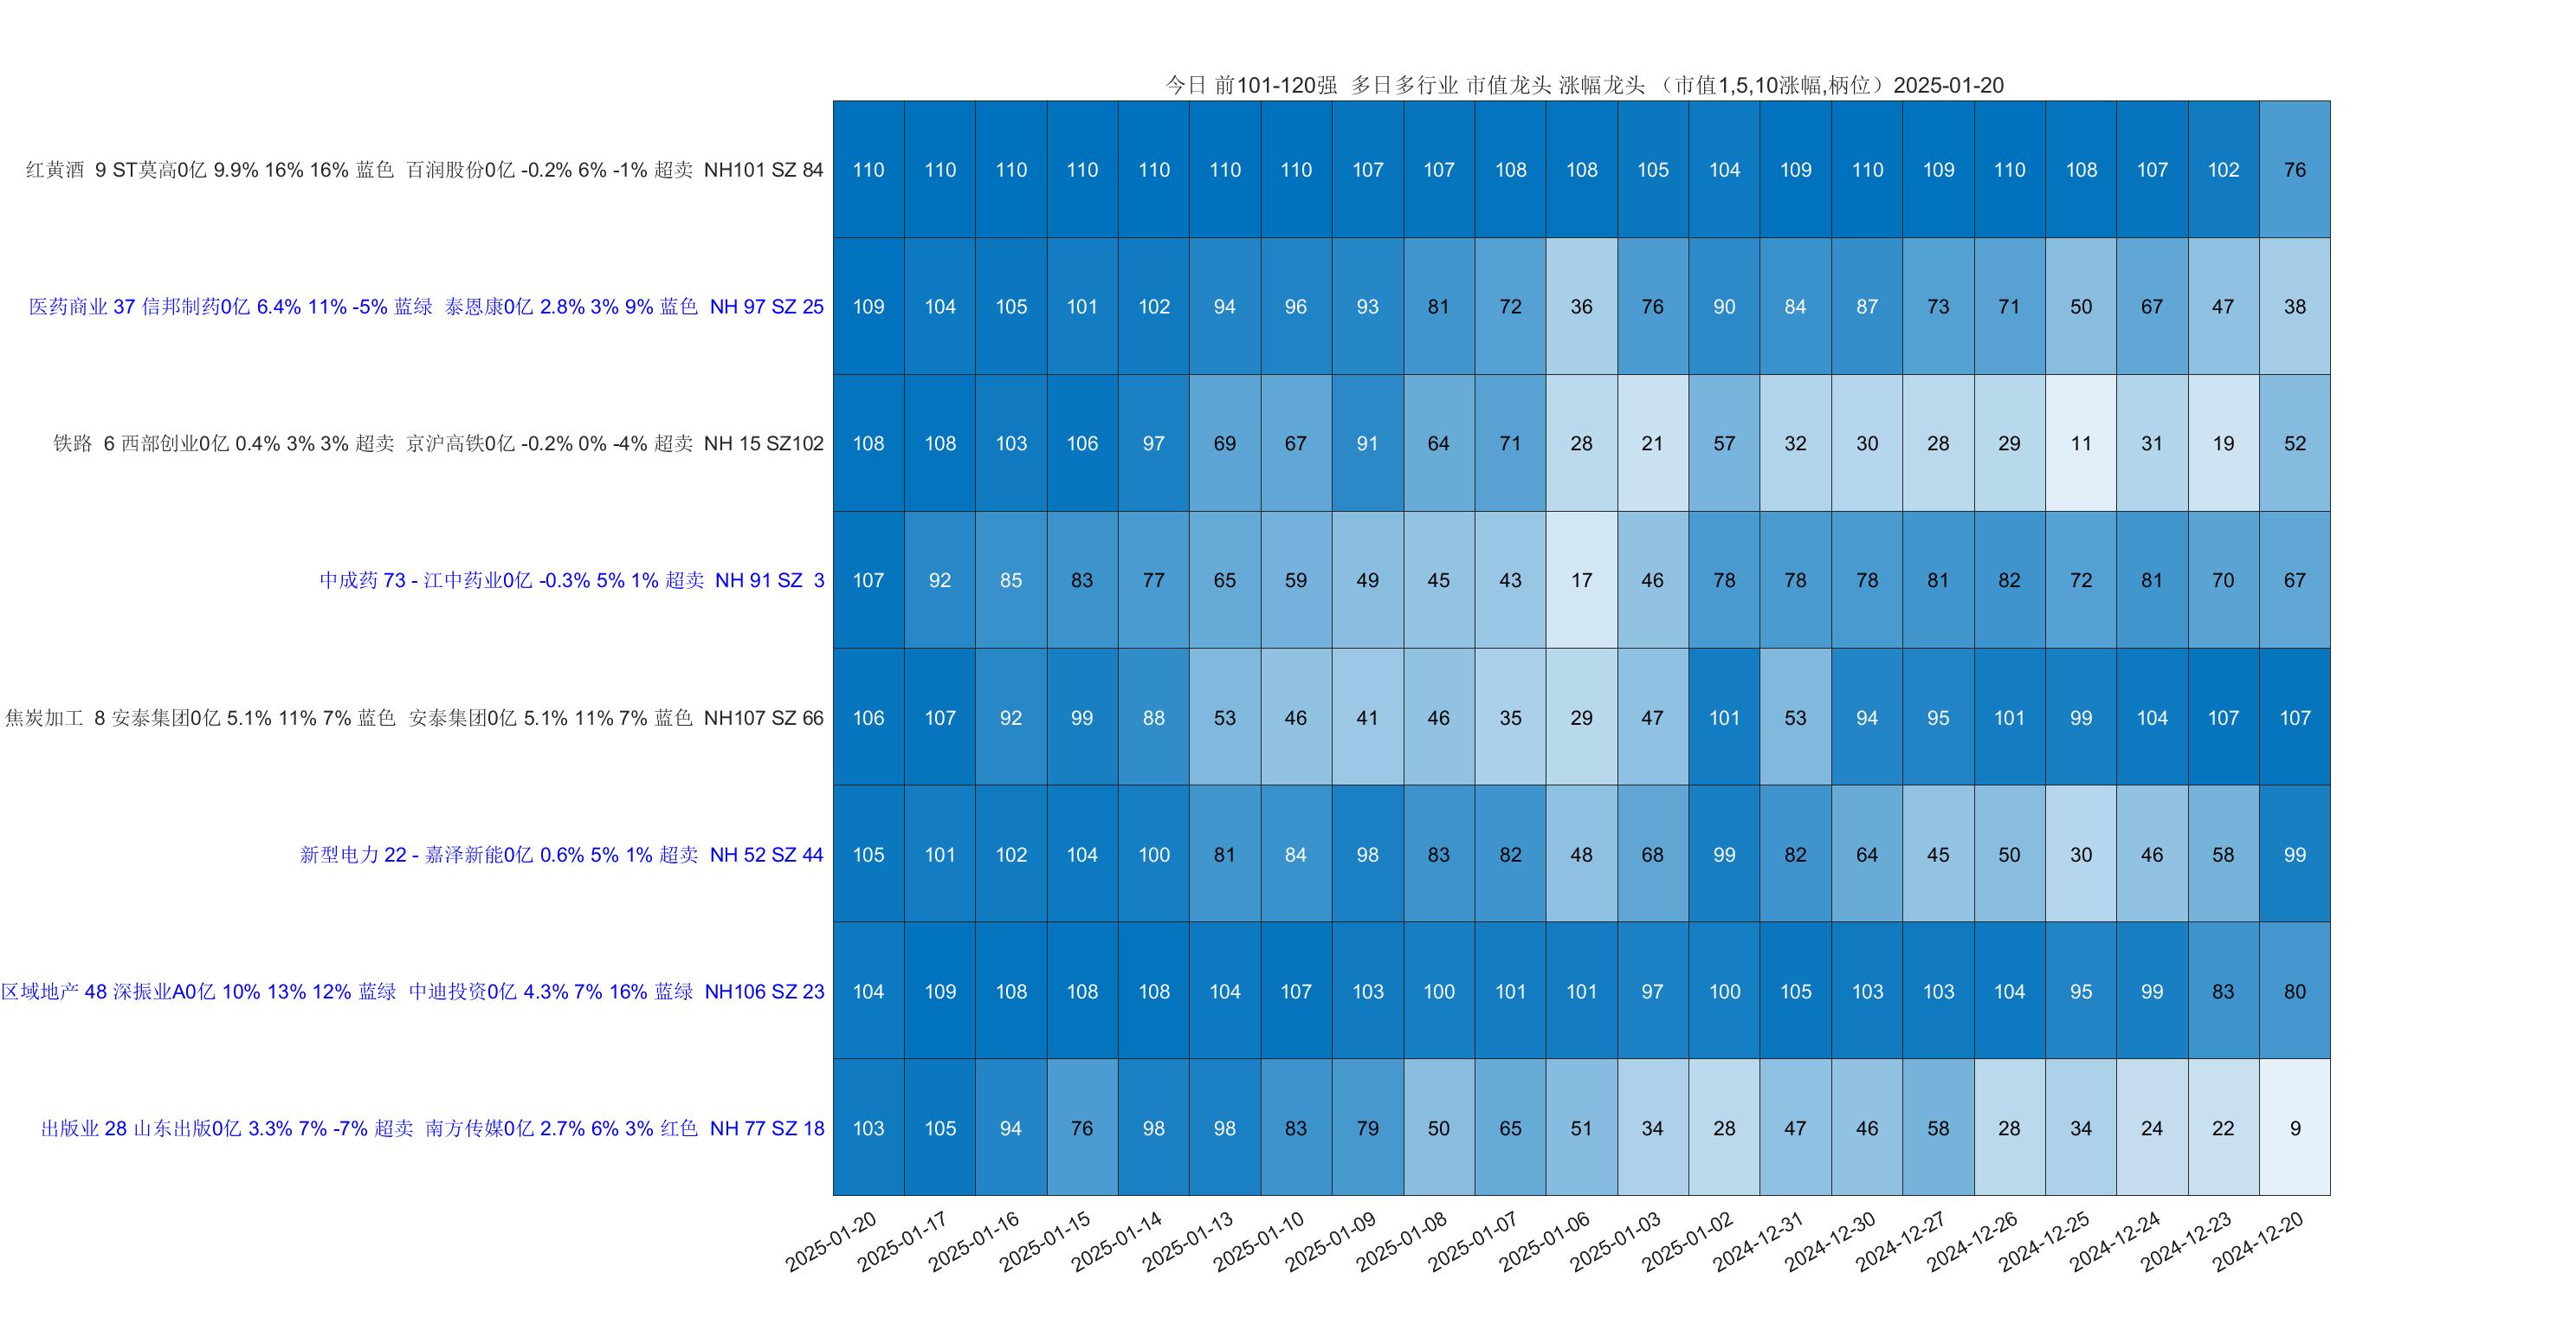 今日 前101-120强 多日多行业 市值龙头 涨幅龙头 （市值1,5,10涨幅,柄位）2025-01-20
红黄酒 9 ST莫高0亿 9.9% 16% 16% 蓝色 百润股份0亿 -0.2% 6% -1% 超卖 NH101 SZ 84 110 110 110 110 110 110 110 107 107 108 108 105 104 109 110 109 110 108 107 102 76
医药商业 37 信邦制药0亿 6.4% 11% -5% 蓝绿 泰恩康0亿 2.8% 3% 9% 蓝色 NH 97 SZ 25 109 104 105 101 102 94 96 93 81 72 36 76 90 84 87 73 71 50 67 47 38
铁路 6 西部创业0亿 0.4% 3% 3% 超卖 京沪高铁0亿 -0.2% 0% -4% 超卖 NH 15 SZ102 108 108 103 106 97 69 67 91 64 71 28 21 57 32 30 28 29 11 31 19 52
中成药 73 - 江中药业0亿 -0.3% 5% 1% 超卖 NH 91 SZ 3 107 92 85 83 77 65 59 49 45 43 17 46 78 78 78 81 82 72 81 70 67
焦炭加工 8 安泰集团0亿 5.1% 11% 7% 蓝色 安泰集团0亿 5.1% 11% 7% 蓝色 NH107 SZ 66 106 107 92 99 88 53 46 41 46 35 29 47 101 53 94 95 101 99 104 107 107
新型电力 22 - 嘉泽新能0亿 0.6% 5% 1% 超卖 NH 52 SZ 44 105 101 102 104 100 81 84 98 83 82 48 68 99 82 64 45 50 30 46 58 99
区域地产 48 深振业A0亿 10% 13% 12% 蓝绿 中迪投资0亿 4.3% 7% 16% 蓝绿 NH106 SZ 23 104 109 108 108 108 104 107 103 100 101 101 97 100 105 103 103 104 95 99 83 80
出版业 28 山东出版0亿 3.3% 7% -7% 超卖 南方传媒0亿 2.7% 6% 3% 红色 NH 77 SZ 18 103 105 94 76 98 98 83 79 50 65 51 34 28 47 46 58 28 34 24 22 9
2025-01-20 2025-01-17 2025-01-16 2025-01-15 2025-01-14 2025-01-13 2025-01-10 2025-01-09 2025-01-08 2025-01-07 2025-01-06 2025-01-03 2025-01-02 2024-12-31 2024-12-30 2024-12-27 2024-12-26 2024-12-25 2024-12-24 2024-12-23 2024-12-20